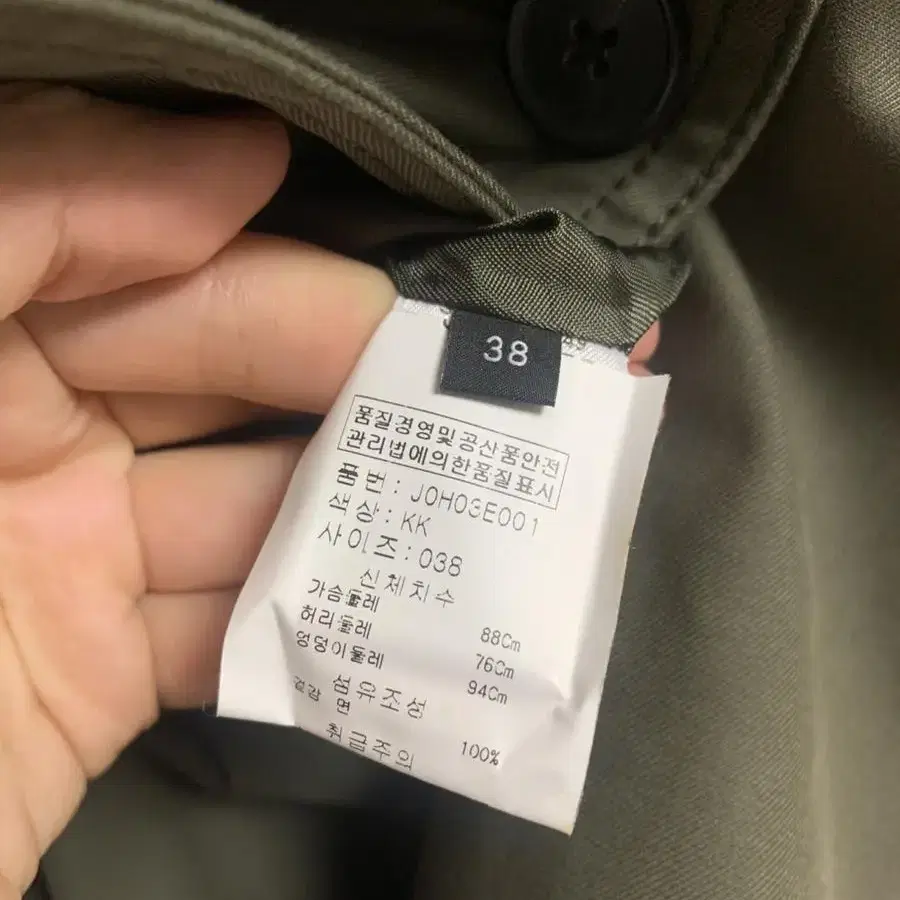 38
품질경영및공산품안전
관리법에의한품질표시
품번 : JOH03E001
색상 : KK
사이즈 : 038
신체치수
가슴둘레 88Cm
허리둘레 76Cm
엉덩이둘레 94Cm
섬유조성
겉감
면 100%
취급주의